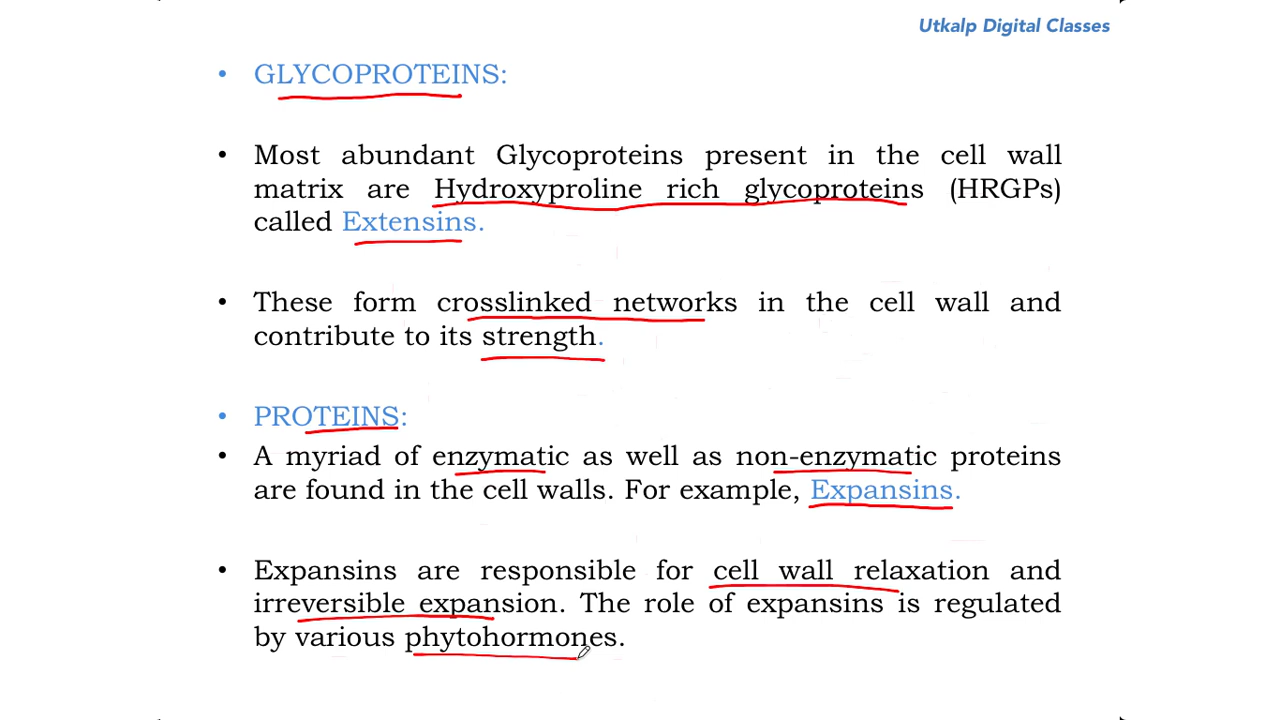 Utkalp Digital Classes
• GLYCOPROTEINS:
• Most abundant Glycoproteins present in the cell wall
matrix are Hydroxyproline rich glycoproteins (HRGPs)
called Extensins.
• These form crosslinked networks in the cell wall and
contribute to its strength.
• PROTEINS:
• A myriad of enzymatic as well as non-enzymatic proteins
are found in the cell walls. For example, Expansins.
• Expansins are responsible for cell wall relaxation and
irreversible expansion. The role of expansins is regulated
by various phytohormones.